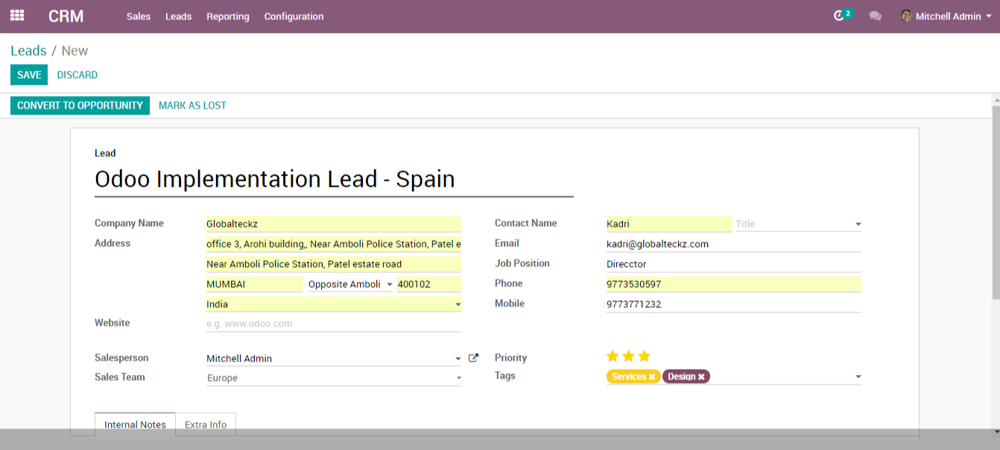 CRM Sales Leads Reporting Configuration 2 Mitchell Admin
Leads / New
SAVE DISCARD
CONVERT TO OPPORTUNITY MARK AS LOST
Lead
Odoo Implementation Lead - Spain
Company Name Globalteckz Contact Name Kadri Title
Address office 3, Arohi building,, Near Amboli Police Station, Patel e Email kadri@globalteckz.com
Near Amboli Police Station, Patel estate road Job Position Direcctor
MUMBAI Opposite Amboli 400102 Phone 9773530597
India Mobile 9773771232
Website e.g. www.odoo.com
Salesperson Mitchell Admin Priority
Sales Team Europe Tags Services Design
Internal Notes Extra Info